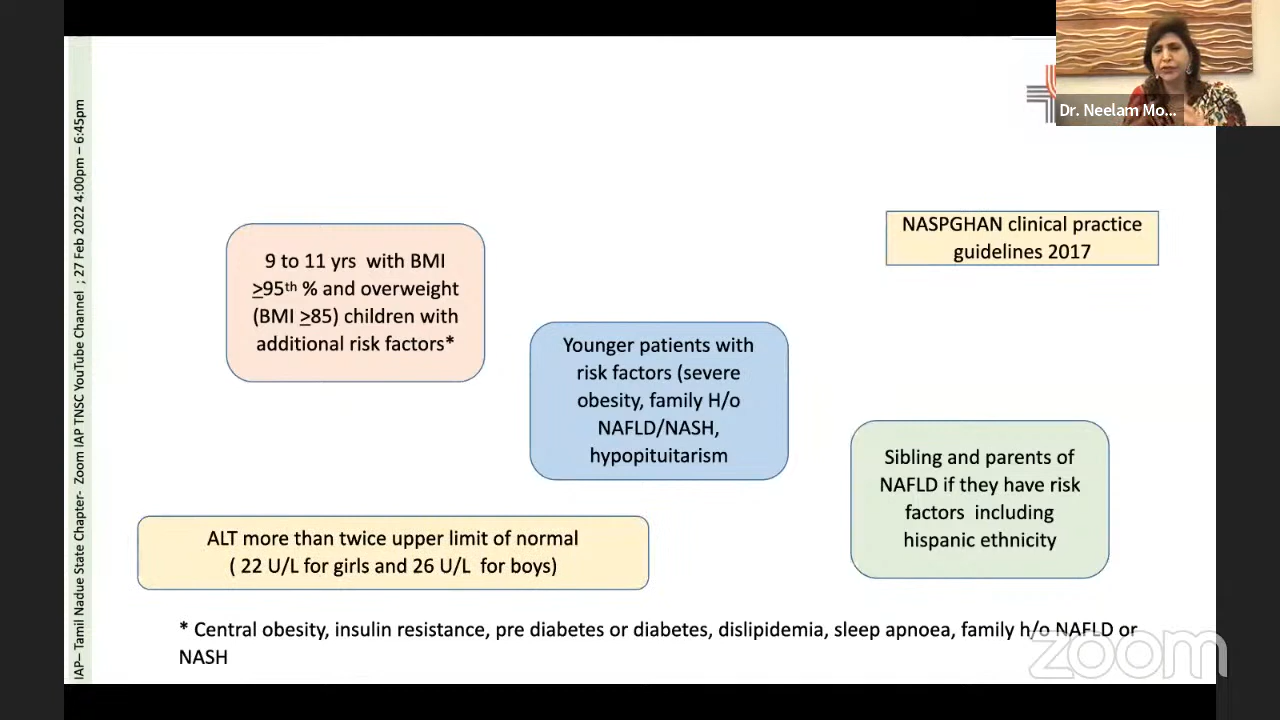 IAP– Tamil Nadue State Chapter-  Zoom IAP TNSC YouTube Channel  ; 27 Feb 2022 4:00pm – 6:45pm
Dr. Neelam Mo...
NASPGHAN clinical practice
guidelines 2017
9 to 11 yrs  with BMI
≥95th % and overweight
(BMI ≥85) children with
additional risk factors*
Younger patients with
risk factors (severe
obesity, family H/o
NAFLD/NASH,
hypopituitarism
Sibling and parents of
NAFLD if they have risk
factors  including
hispanic ethnicity
ALT more than twice upper limit of normal
( 22 U/L for girls and 26 U/L  for boys)
* Central obesity, insulin resistance, pre diabetes or diabetes, dislipidemia, sleep apnoea, family h/o NAFLD or
NASH
zoom